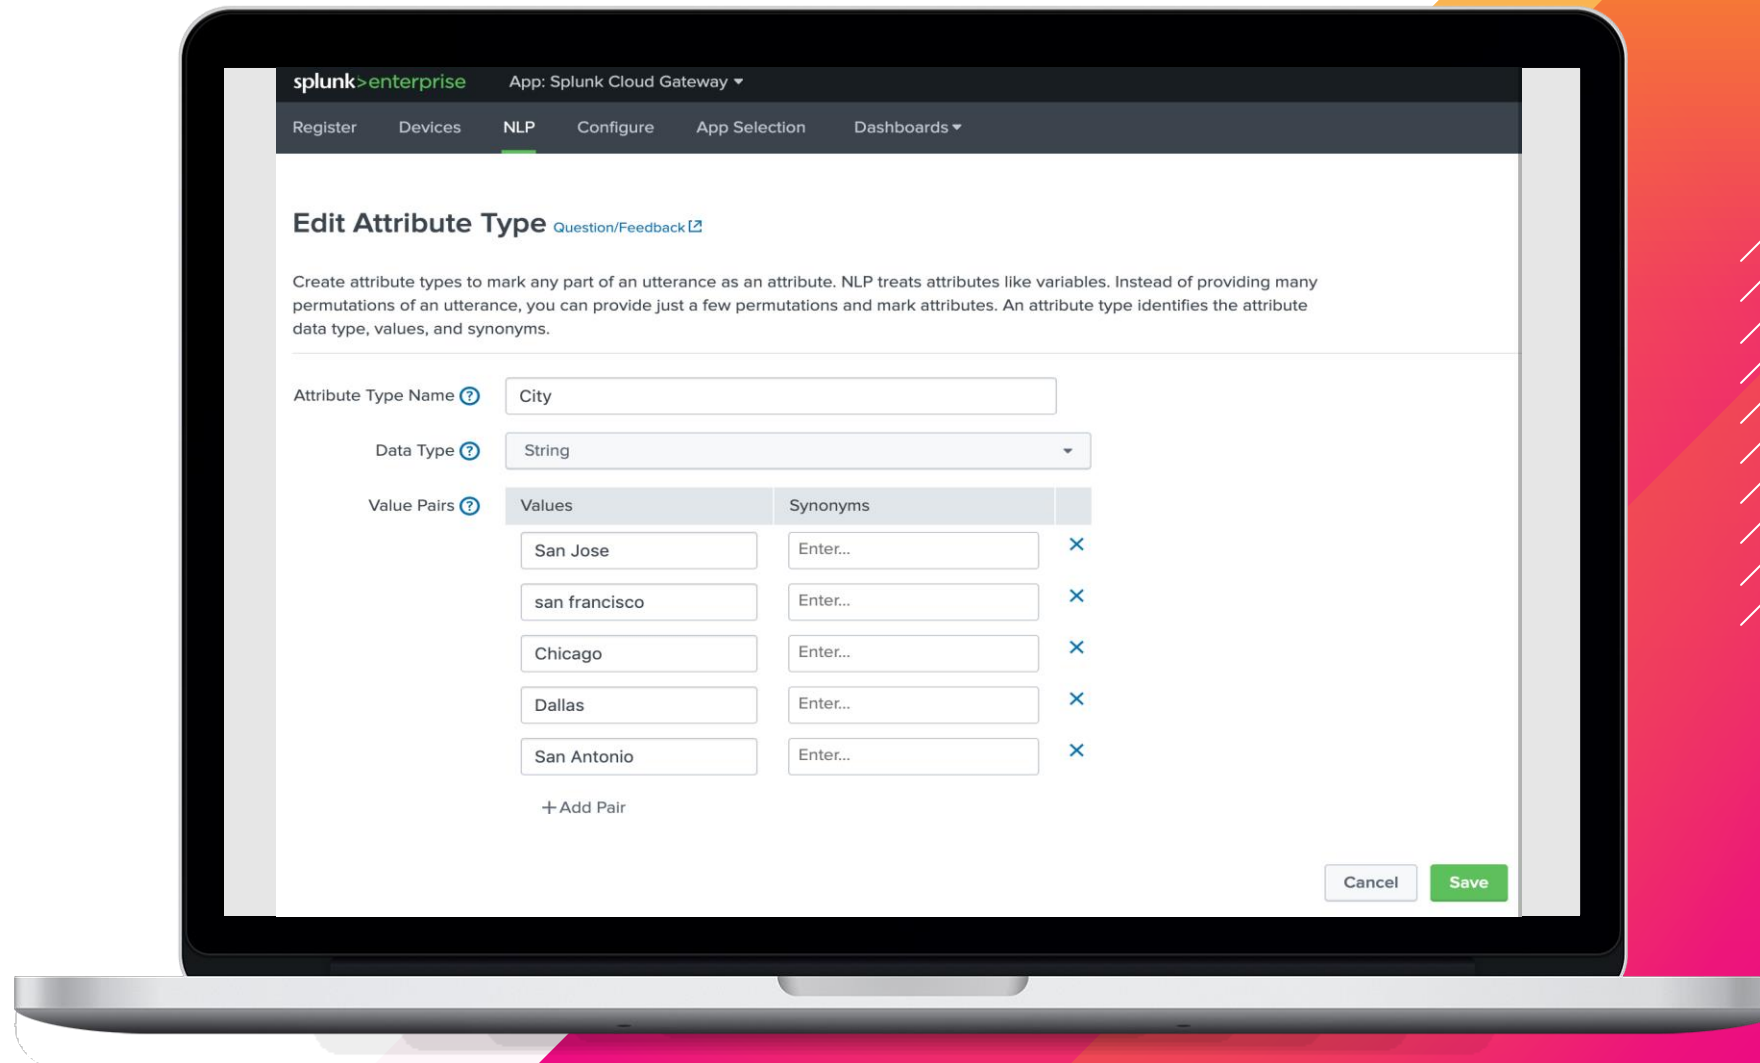 splunk>enterprise App: Splunk Cloud Gateway
Register Devices NLP Configure App Selection Dashboards
Edit Attribute Type Question/Feedback
Create attribute types to mark any part of an utterance as an attribute. NLP treats attributes like variables. Instead of providing many
permutations of an utterance, you can provide just a few permutations and mark attributes. An attribute type identifies the attribute
data type, values, and synonyms.
Attribute Type Name ? City
Data Type ? String
Value Pairs ? Values Synonyms
San Jose Enter...
san francisco Enter...
Chicago Enter...
Dallas Enter...
San Antonio Enter...
+Add Pair
Cancel Save